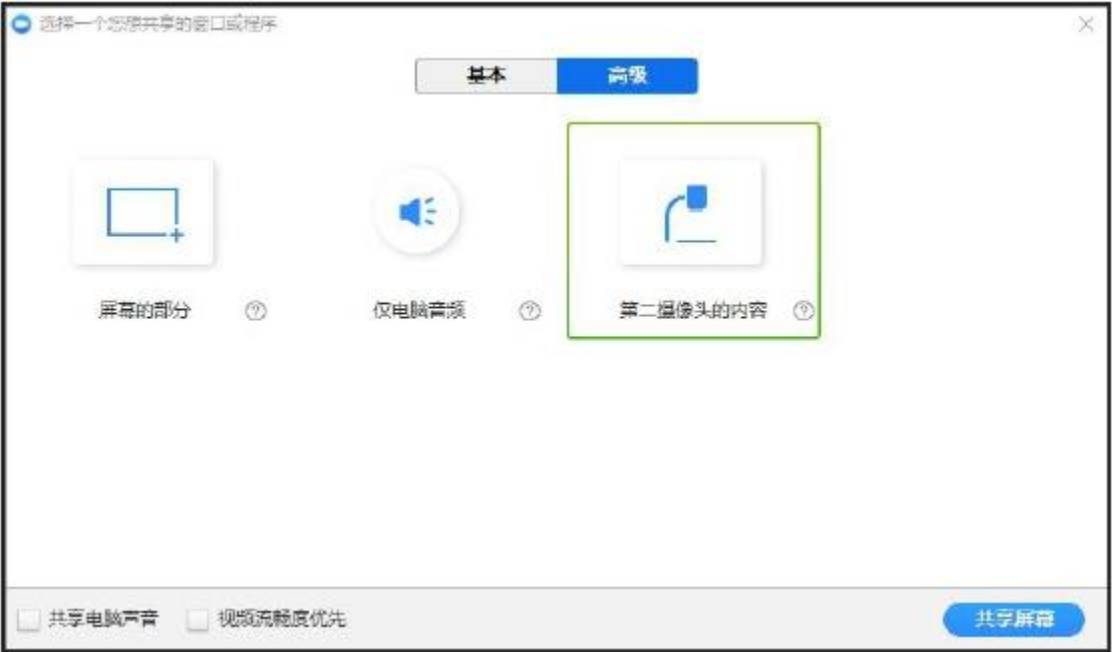 选择一个您想共享的窗口或程序
基本 高级
屏幕的部分 仅电脑音频 第二摄像头的内容
共享电脑声音 视频流畅度优先 共享屏幕